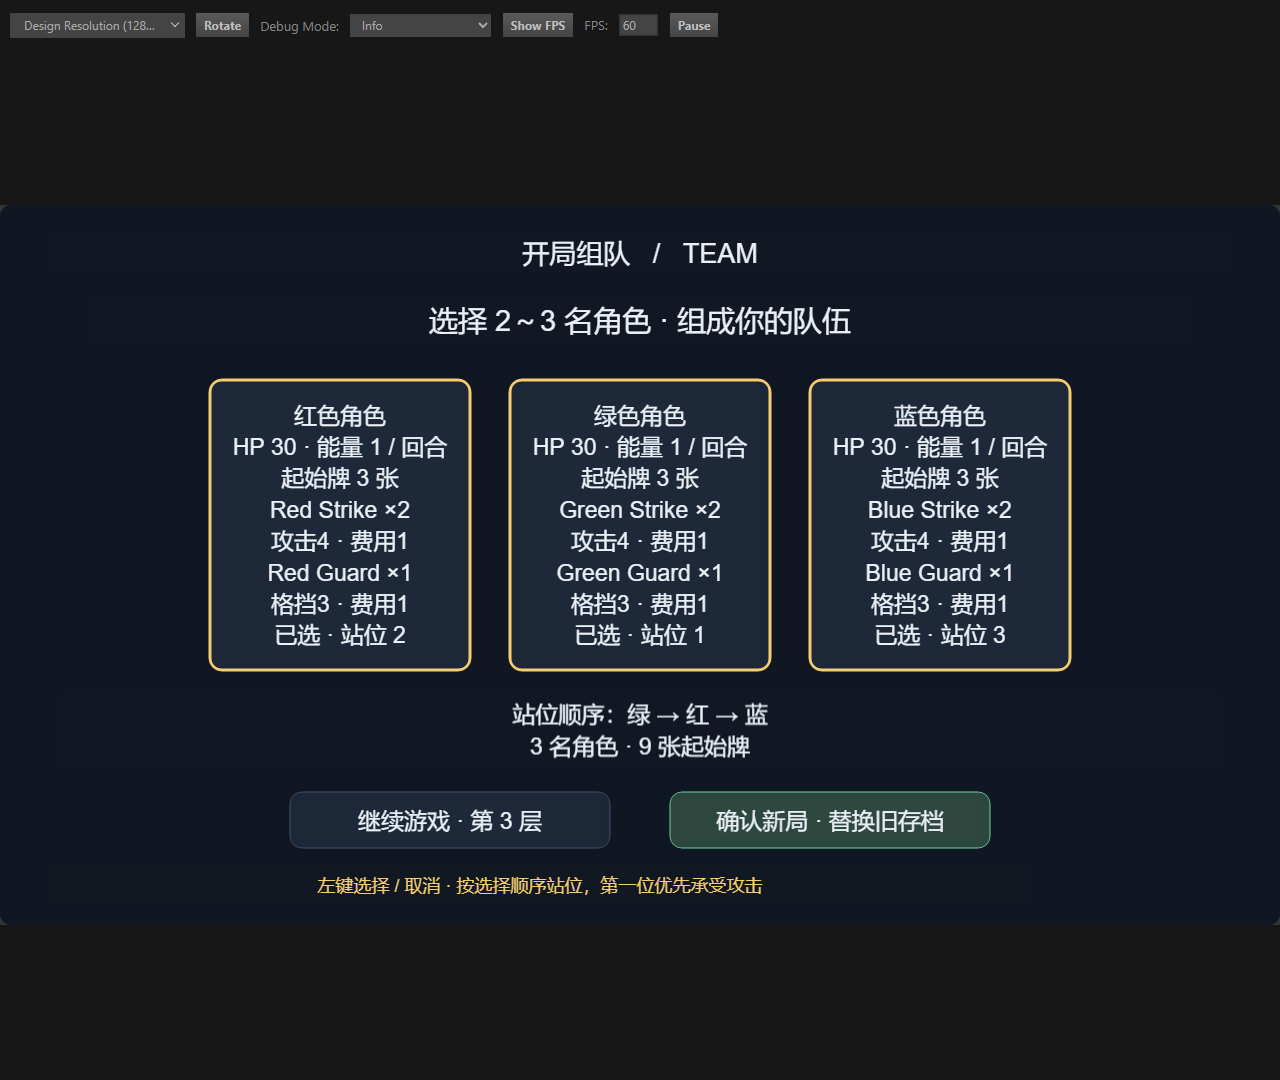 Design Resolution (128... Rotate Debug Mode: Info Show FPS FPS: 60 Pause
开局组队 / TEAM
选择 2～3 名角色 · 组成你的队伍
红色角色
HP 30 · 能量 1 / 回合
起始牌 3 张
Red Strike ×2
攻击4 · 费用1
Red Guard ×1
格挡3 · 费用1
已选 · 站位 2
绿色角色
HP 30 · 能量 1 / 回合
起始牌 3 张
Green Strike ×2
攻击4 · 费用1
Green Guard ×1
格挡3 · 费用1
已选 · 站位 1
蓝色角色
HP 30 · 能量 1 / 回合
起始牌 3 张
Blue Strike ×2
攻击4 · 费用1
Blue Guard ×1
格挡3 · 费用1
已选 · 站位 3
站位顺序：绿 → 红 → 蓝
3 名角色 · 9 张起始牌
继续游戏 · 第 3 层
确认新局 · 替换旧存档
左键选择 / 取消 · 按选择顺序站位，第一位优先承受攻击